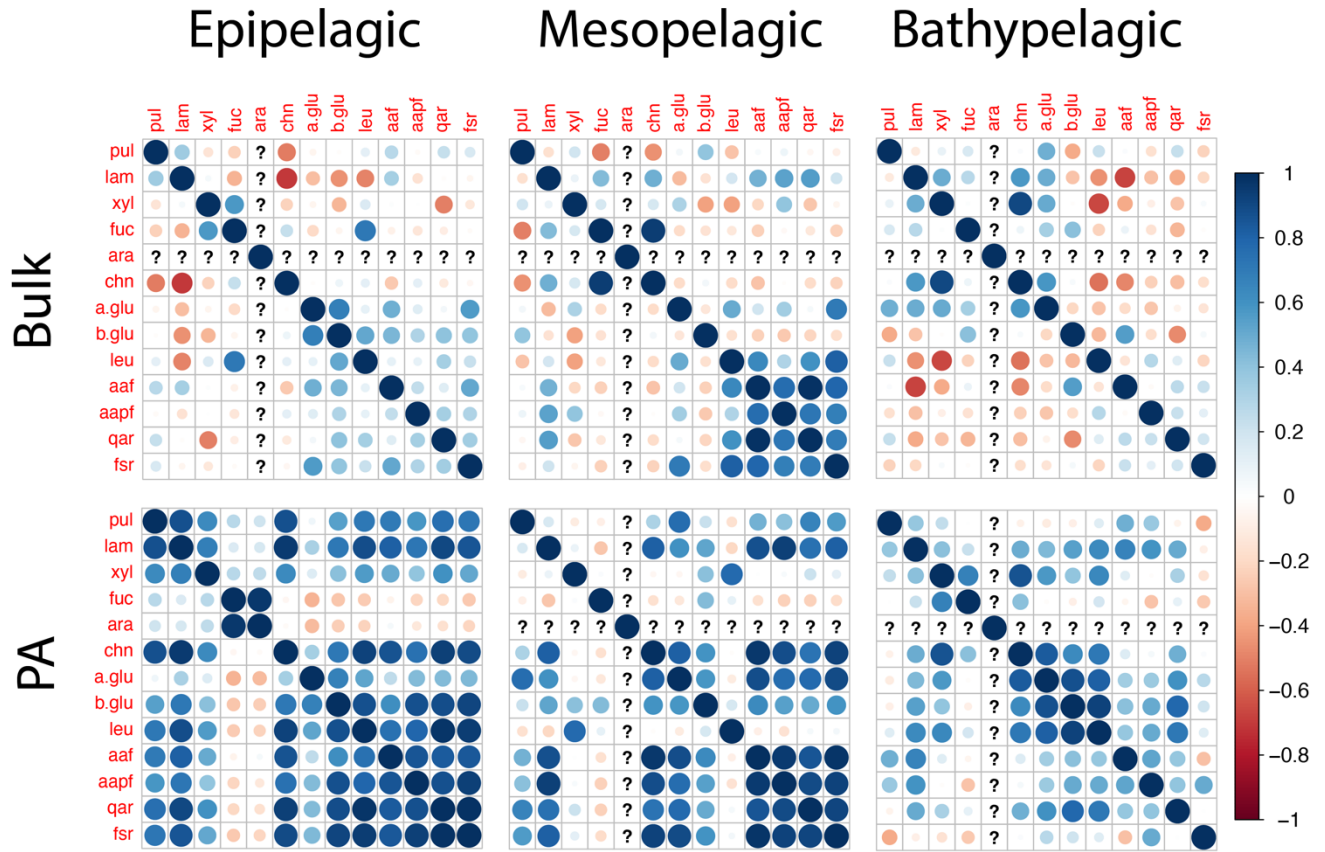 Epipelagic Mesopelagic Bathypelagic
pul lam xyl fuc ara chn a.glu b.glu leu aaf aapf qar fsr pul lam xyl fuc ara chn a.glu b.glu leu aaf aapf qar fsr pul lam xyl fuc ara chn a.glu b.glu leu aaf aapf qar fsr
Bulk
pul ? ? ?
lam ? ? ?
xyl ? ? ?
fuc ? ? ?
ara ? ? ? ? ? ? ? ? ? ? ? ? ? ? ? ? ? ? ? ? ? ? ? ? ? ? ? ? ? ? ? ? ? ? ? ?
chn ? ? ?
a.glu ? ? ?
b.glu ? ? ?
leu ? ? ?
aaf ? ? ?
aapf ? ? ?
qar ? ? ?
fsr ? ? ?
PA
pul ? ?
lam ? ?
xyl ? ?
fuc ? ?
ara ? ? ? ? ? ? ? ? ? ? ? ? ? ? ? ? ? ? ? ? ? ? ? ?
chn ? ?
a.glu ? ?
b.glu ? ?
leu ? ?
aaf ? ?
aapf ? ?
qar ? ?
fsr ? ?
1
0.8
0.6
0.4
0.2
0
−0.2
−0.4
−0.6
−0.8
−1